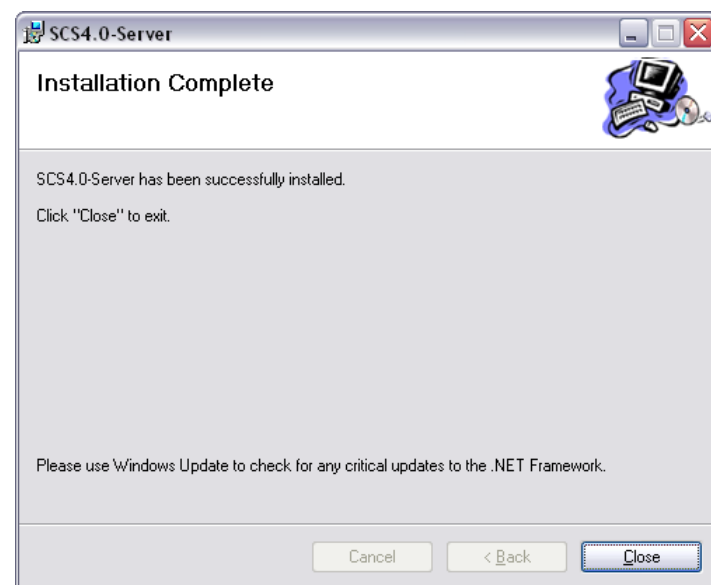 SCS4.0-Server
Installation Complete
SCS4.0-Server has been successfully installed.
Click "Close" to exit.
Please use Windows Update to check for any critical updates to the .NET Framework.
Cancel
< Back
Close